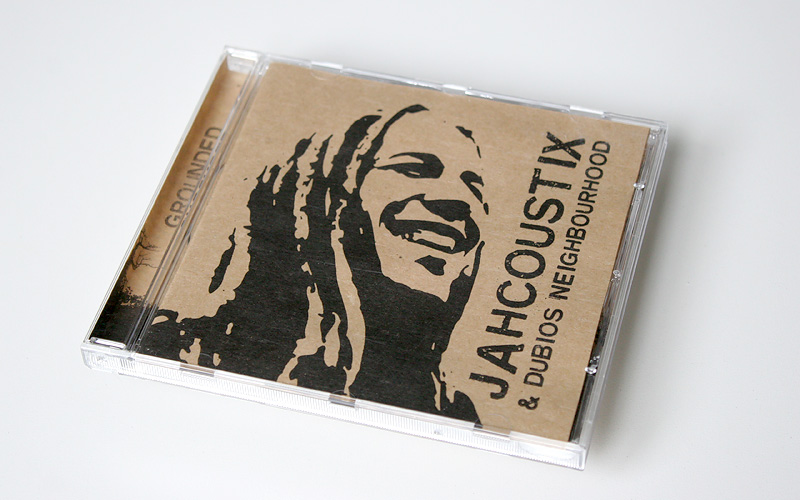 GROUNDED
JAHCOUSTIX
& DUBIOS NEIGHBOURHOOD